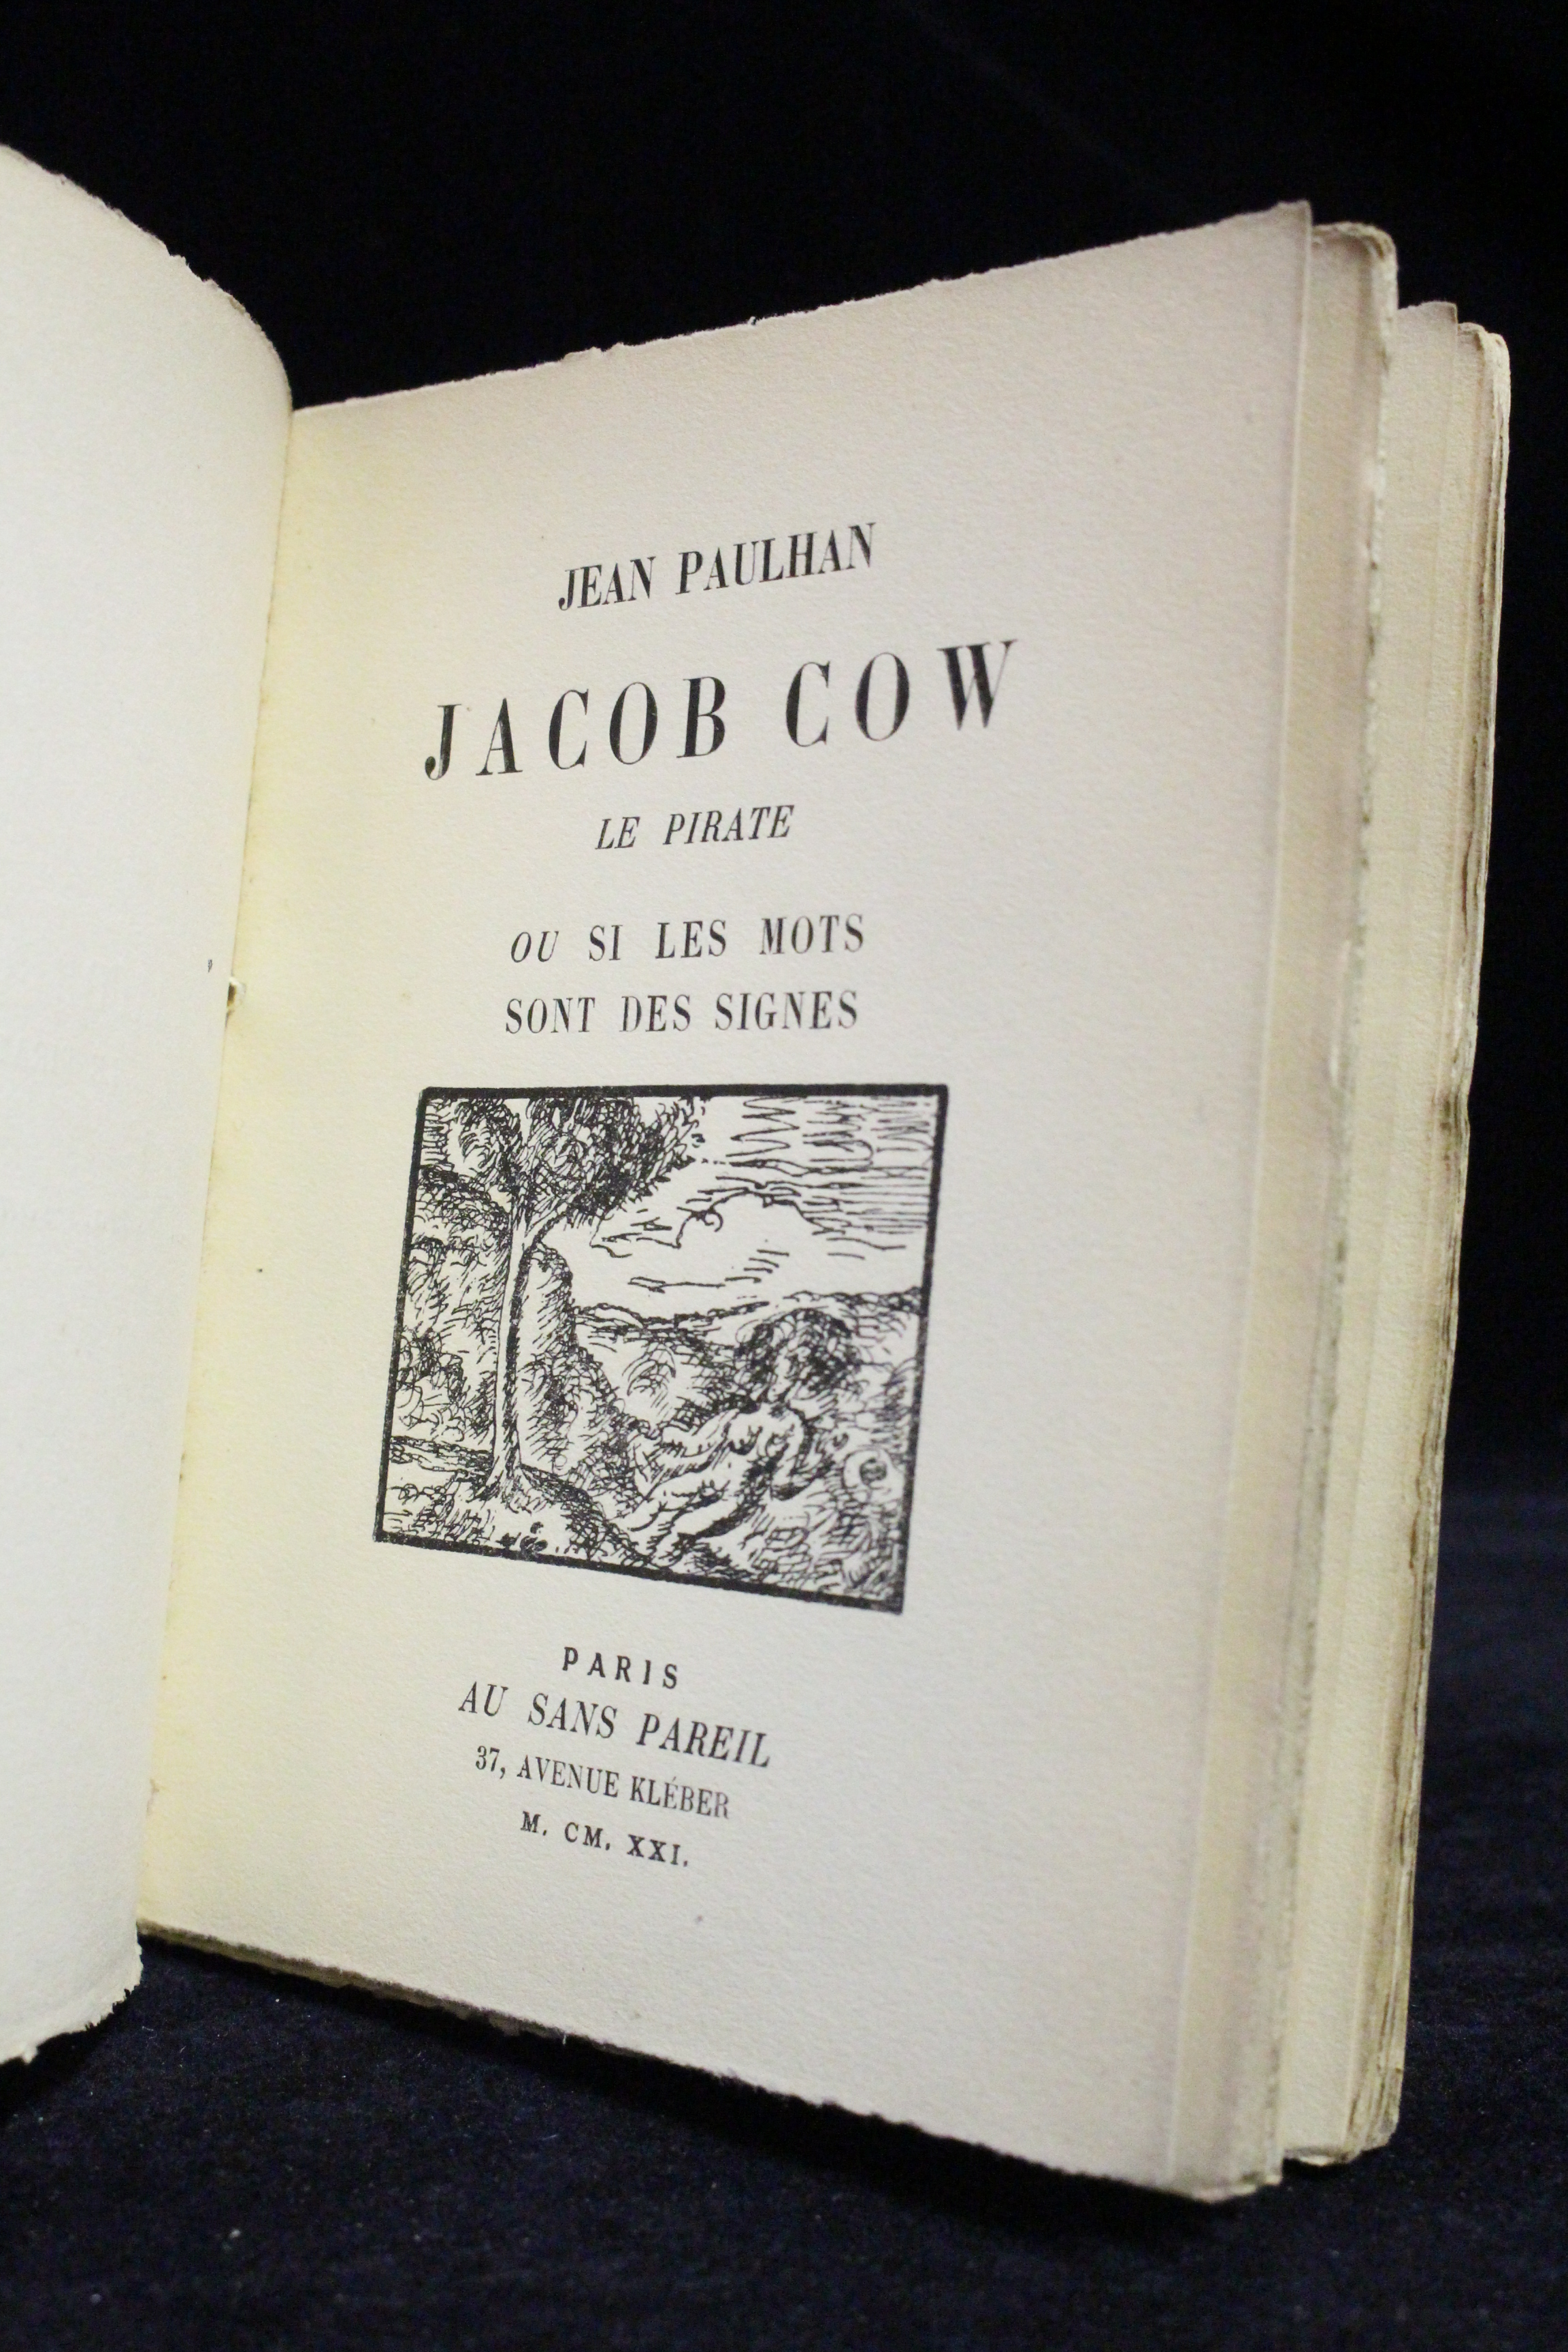 JEAN PAULHAN
JACOB COW
LE PIRATE
OU SI LES MOTS
SONT DES SIGNES
PARIS
AU SANS PAREIL
37, AVENUE KLÉBER
M. CM. XXI.